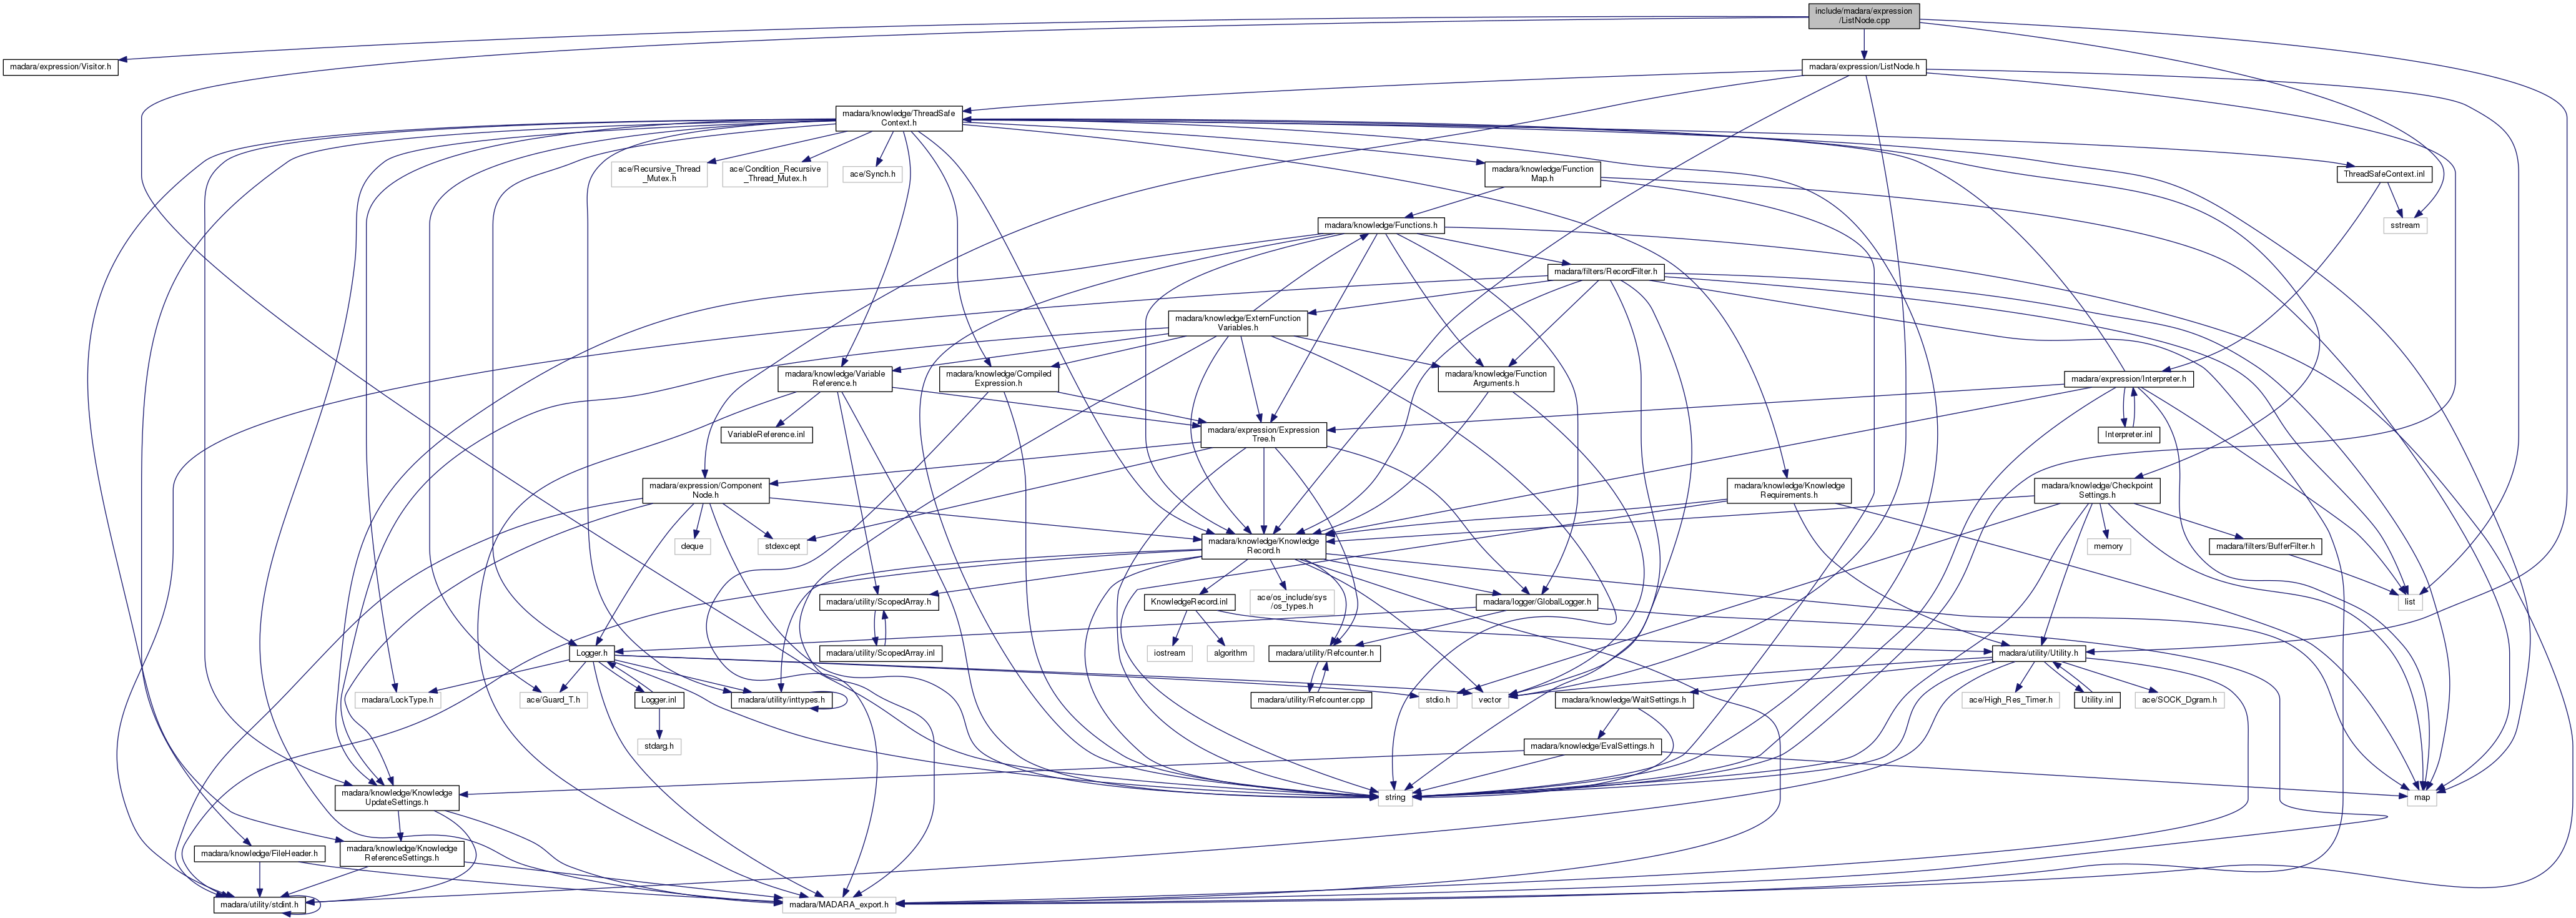 include/madara/expression
/ListNode.cpp
madara/expression/Visitor.h
madara/expression/ListNode.h
madara/knowledge/ThreadSafe
Context.h
ace/Recursive_Thread
_Mutex.h
ace/Condition_Recursive
_Thread_Mutex.h
ace/Synch.h
madara/knowledge/Function
Map.h
ThreadSafeContext.inl
madara/knowledge/Functions.h
sstream
madara/filters/RecordFilter.h
madara/knowledge/ExternFunction
Variables.h
madara/knowledge/Variable
Reference.h
madara/knowledge/Compiled
Expression.h
madara/knowledge/Function
Arguments.h
madara/expression/Interpreter.h
VariableReference.inl
madara/expression/Expression
Tree.h
Interpreter.inl
madara/expression/Component
Node.h
madara/knowledge/Knowledge
Requirements.h
madara/knowledge/Checkpoint
Settings.h
deque
stdexcept
madara/knowledge/Knowledge
Record.h
memory
madara/filters/BufferFilter.h
madara/utility/ScopedArray.h
KnowledgeRecord.inl
ace/os_include/sys
/os_types.h
madara/logger/GlobalLogger.h
list
Logger.h
madara/utility/ScopedArray.inl
iostream
algorithm
madara/utility/Refcounter.h
madara/utility/Utility.h
madara/LockType.h
ace/Guard_T.h
Logger.inl
madara/utility/inttypes.h
madara/utility/Refcounter.cpp
stdio.h
vector
madara/knowledge/WaitSettings.h
ace/High_Res_Timer.h
Utility.inl
ace/SOCK_Dgram.h
stdarg.h
madara/knowledge/EvalSettings.h
madara/knowledge/Knowledge
UpdateSettings.h
string
map
madara/knowledge/FileHeader.h
madara/knowledge/Knowledge
ReferenceSettings.h
madara/utility/stdint.h
madara/MADARA_export.h